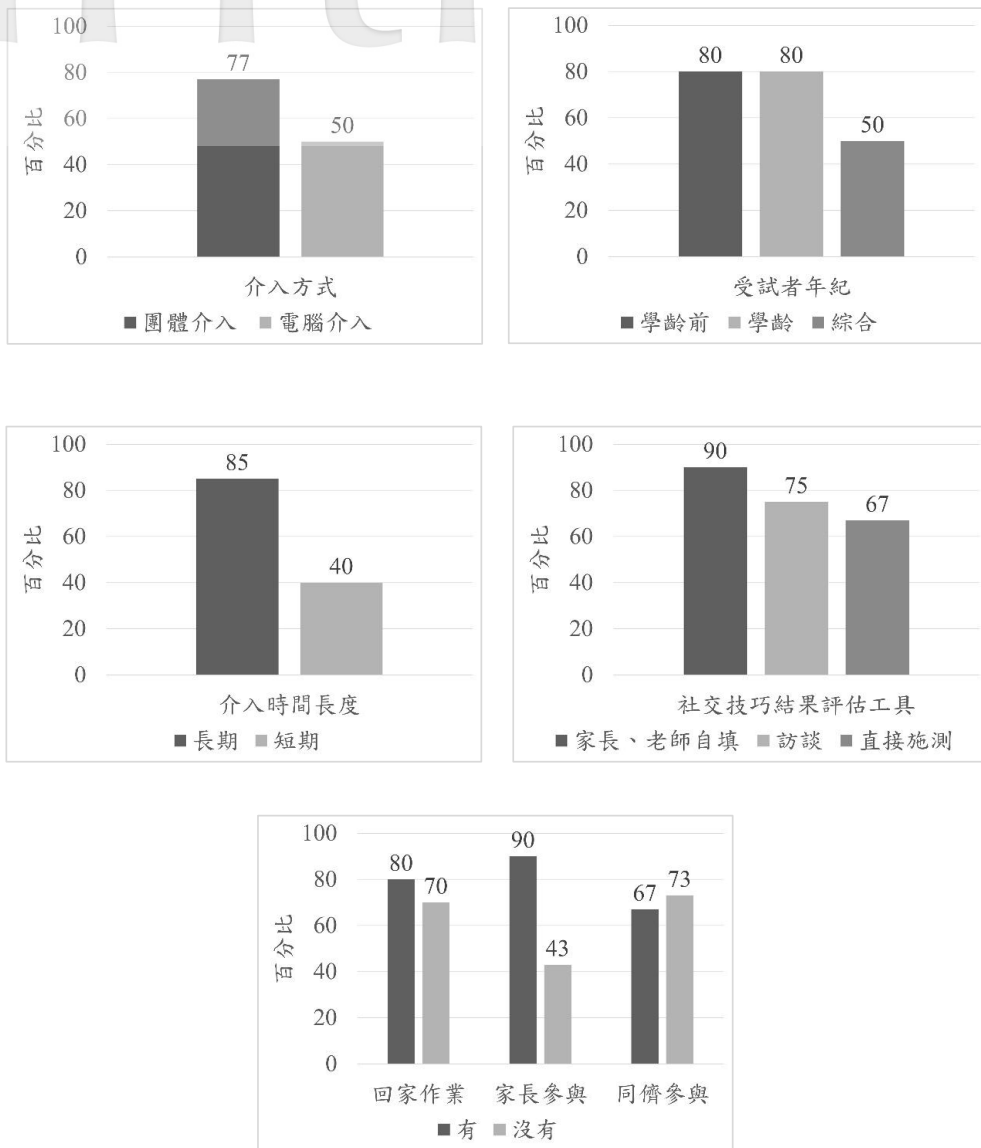 100
80
60
40
20
0
百分比
77
50
介入方式
■ 團體介入 ■ 電腦介入
100
80
60
40
20
0
百分比
80 80
50
受試者年紀
■ 學齡前 ■ 學齡 ■ 綜合
100
80
60
40
20
0
百分比
85
40
介入時間長度
■ 長期 ■ 短期
100
80
60
40
20
0
百分比
90
75
67
社交技巧結果評估工具
■ 家長、老師自填 ■ 訪談 ■ 直接施測
100
80
60
40
20
0
百分比
80 70
90 43
67 73
回家作業 家長參與 同儕參與
■ 有 ■ 沒有